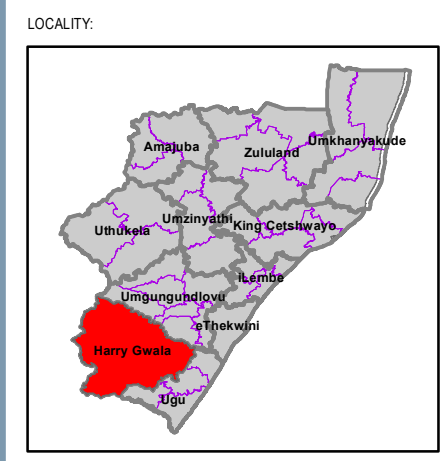 LOCALITY:
Amajuba
Zululand
Umkhanyakude
Uthukela
Umzinyathi
King Cetshwayo
iLembe
Umgungundlovu
eThekwini
Harry Gwala
Ugu